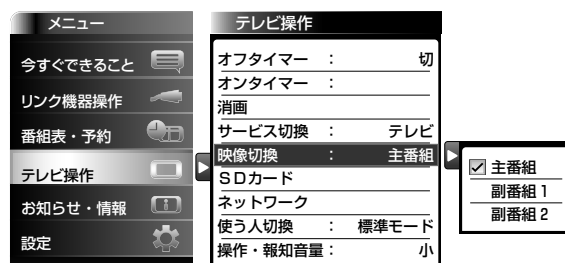 メニュー
今すぐできること
リンク機器操作
番組表・予約
テレビ操作
お知らせ・情報
設定
テレビ操作
オフタイマー : 切
オンタイマー :
消画
サービス切換 : テレビ
映像切換 : 主番組
SDカード
ネットワーク
使う人切換 : 標準モード
操作・報知音量 : 小
主番組
副番組1
副番組2